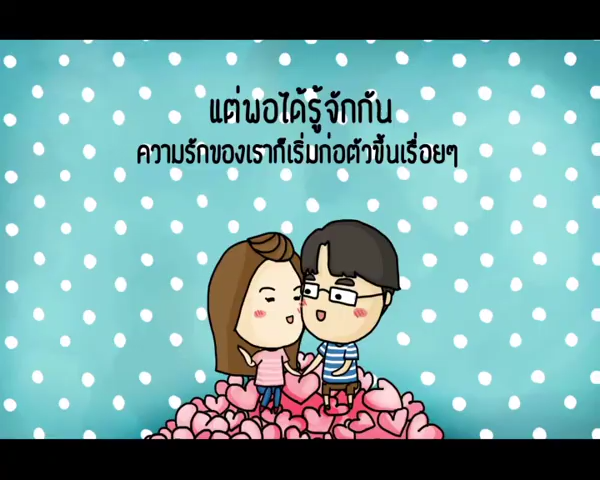 แต่พอได้รู้จักกัน
ความรักของเราก็เริ่มก่อตัวขึ้นเรื่อยๆ